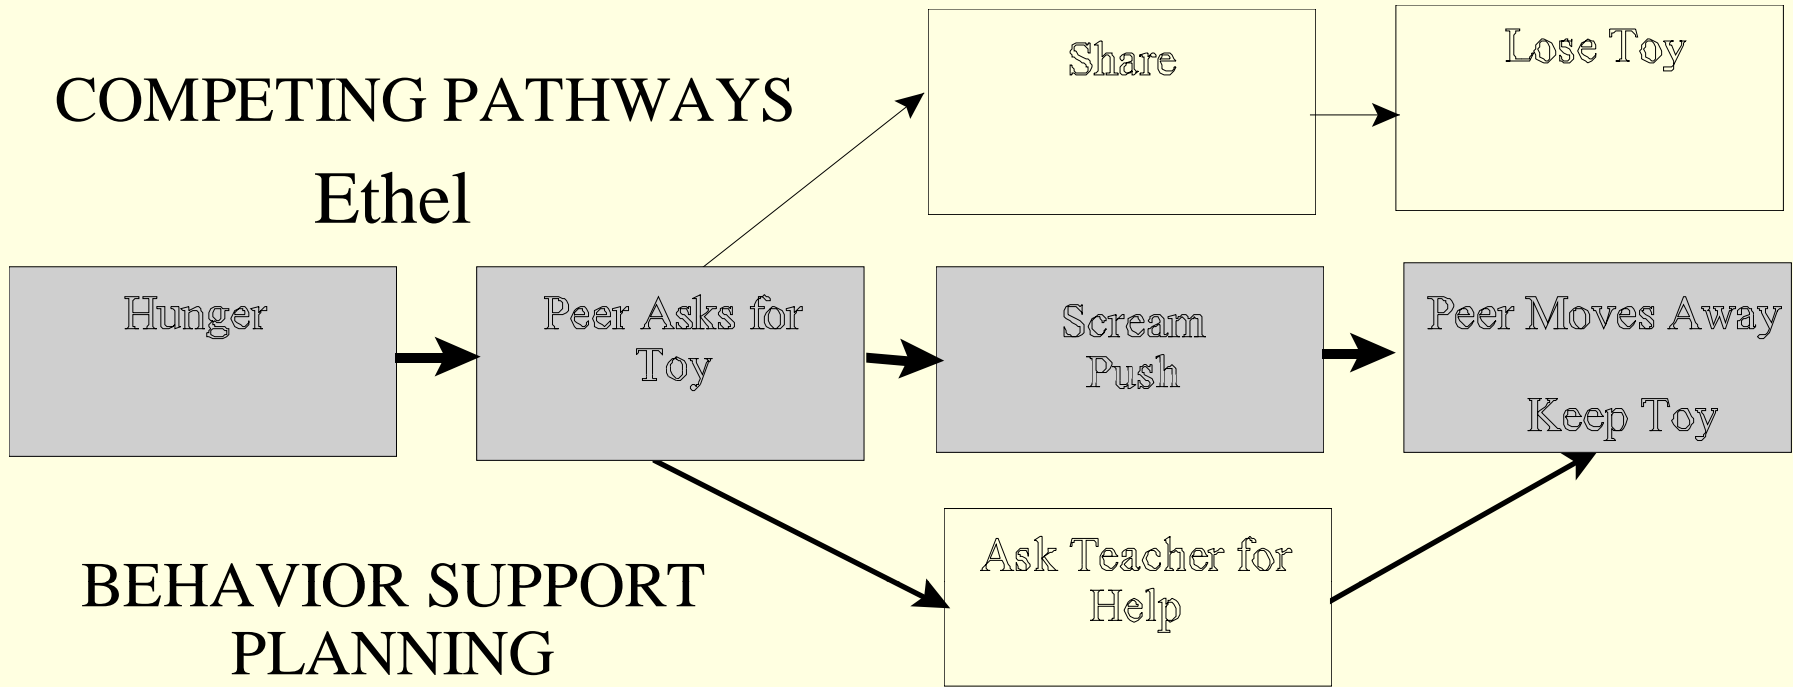 COMPETING PATHWAYS
Ethel
Share
Lose Toy
Hunger
Peer Asks for
Toy
Scream
Push
Peer Moves Away
Keep Toy
Ask Teacher for
Help
BEHAVIOR SUPPORT
PLANNING